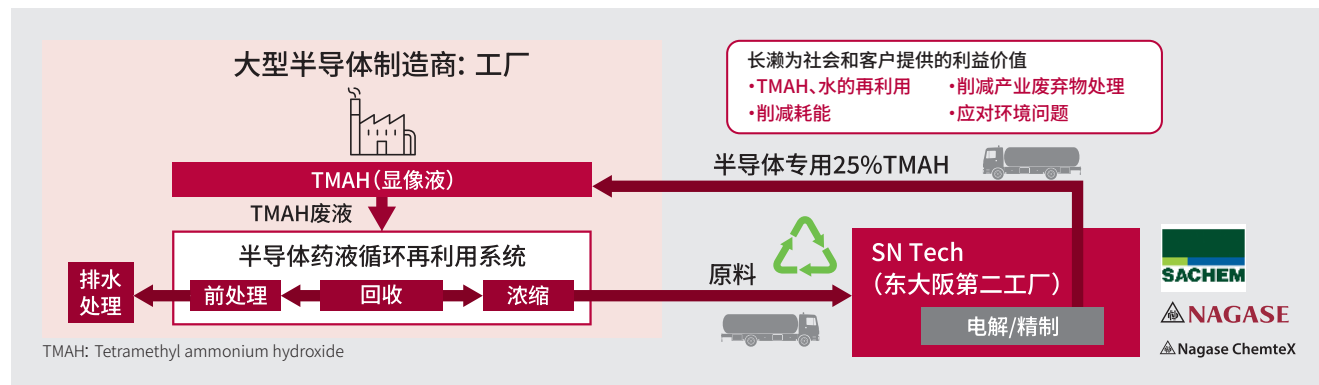 大型半导体制造商：工厂
TMAH（显像液）
TMAH废液
半导体药液循环再利用系统
排水
处理
前处理
回收
浓缩
TMAH： Tetramethyl ammonium hydroxide
长濑为社会和客户提供的利益价值
・TMAH、水的再利用
・削减产业废弃物处理
・削减耗能
・应对环境问题
半导体专用25%TMAH
原料
SN Tech
（东大阪第二工厂）
电解/精制
SACHEM
NAGASE
Nagase ChemteX